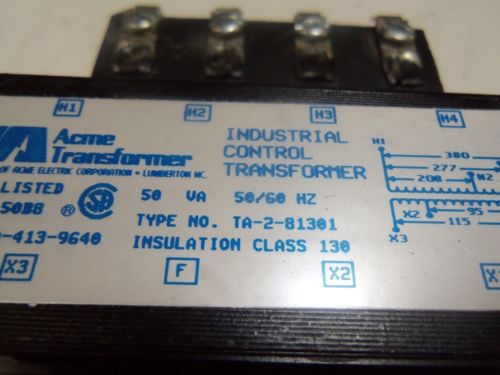 H1 H2 H3 H4
Acme
Transformer
OF ACME ELECTRIC CORPORATION • LUMBERTON NC.
INDUSTRIAL
CONTROL
TRANSFORMER
LISTED
50B8 ®
50 VA 50/60 HZ
TYPE NO. TA-2-81301
-413-9640
INSULATION CLASS 130
H1
380
277
208
H2
X2
95
115
X3
X3 F X2 X1